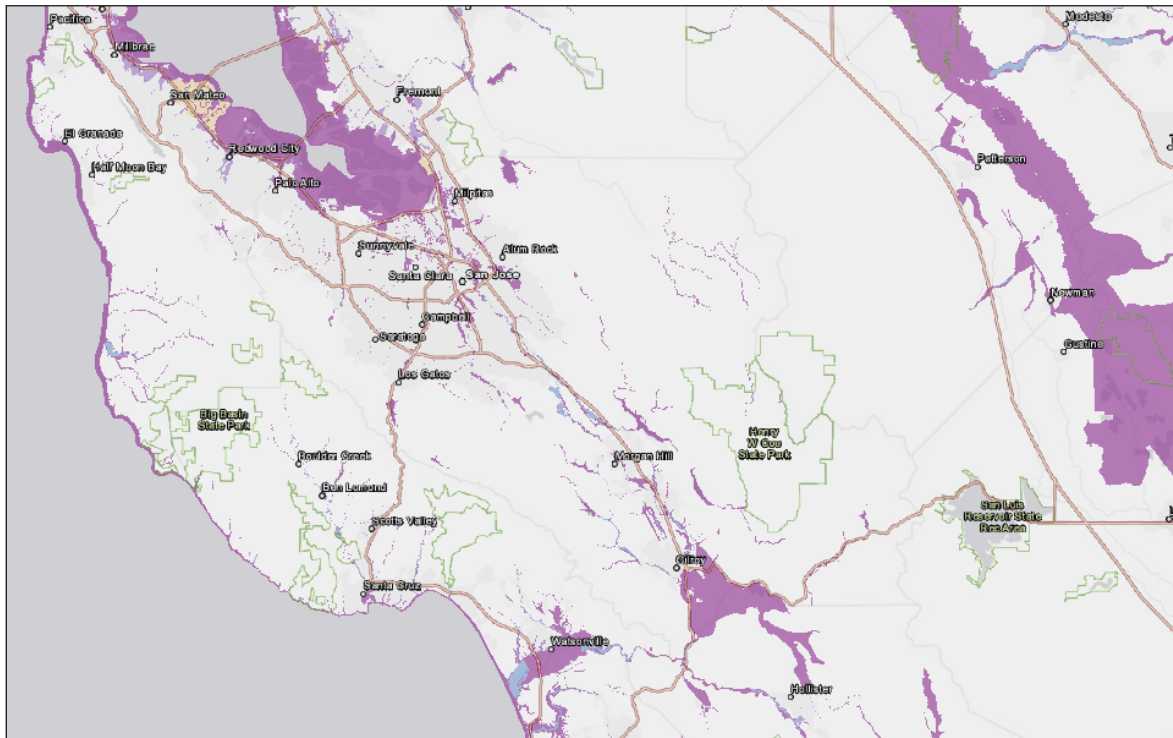 Pacifica
Modesto
Millbrae
San Mateo
Fremont
El Granada
Redwood City
Half Moon Bay
Patterson
Palo Alto
Milpitas
Sunnyvale
Alum Rock
Santa Clara
San Jose
Newman
Campbell
Saratoga
Gustine
Los Gatos
Big Basin
State Park
Henry
W Coe
State Park
Boulder Creek
Morgan Hill
Ben Lomond
San Luis
Reservoir State
Rec Area
Scotts Valley
Gilroy
Santa Cruz
Watsonville
Hollister